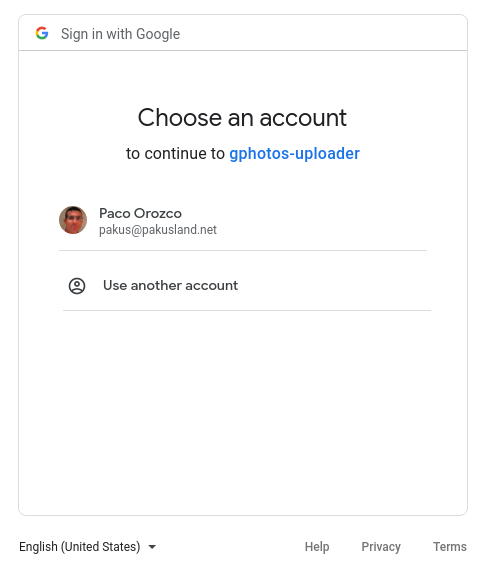 Sign in with Google
Choose an account
to continue to gphotos-uploader
Paco Orozco
pakus@pakusland.net
Use another account
English (United States)
Help Privacy Terms